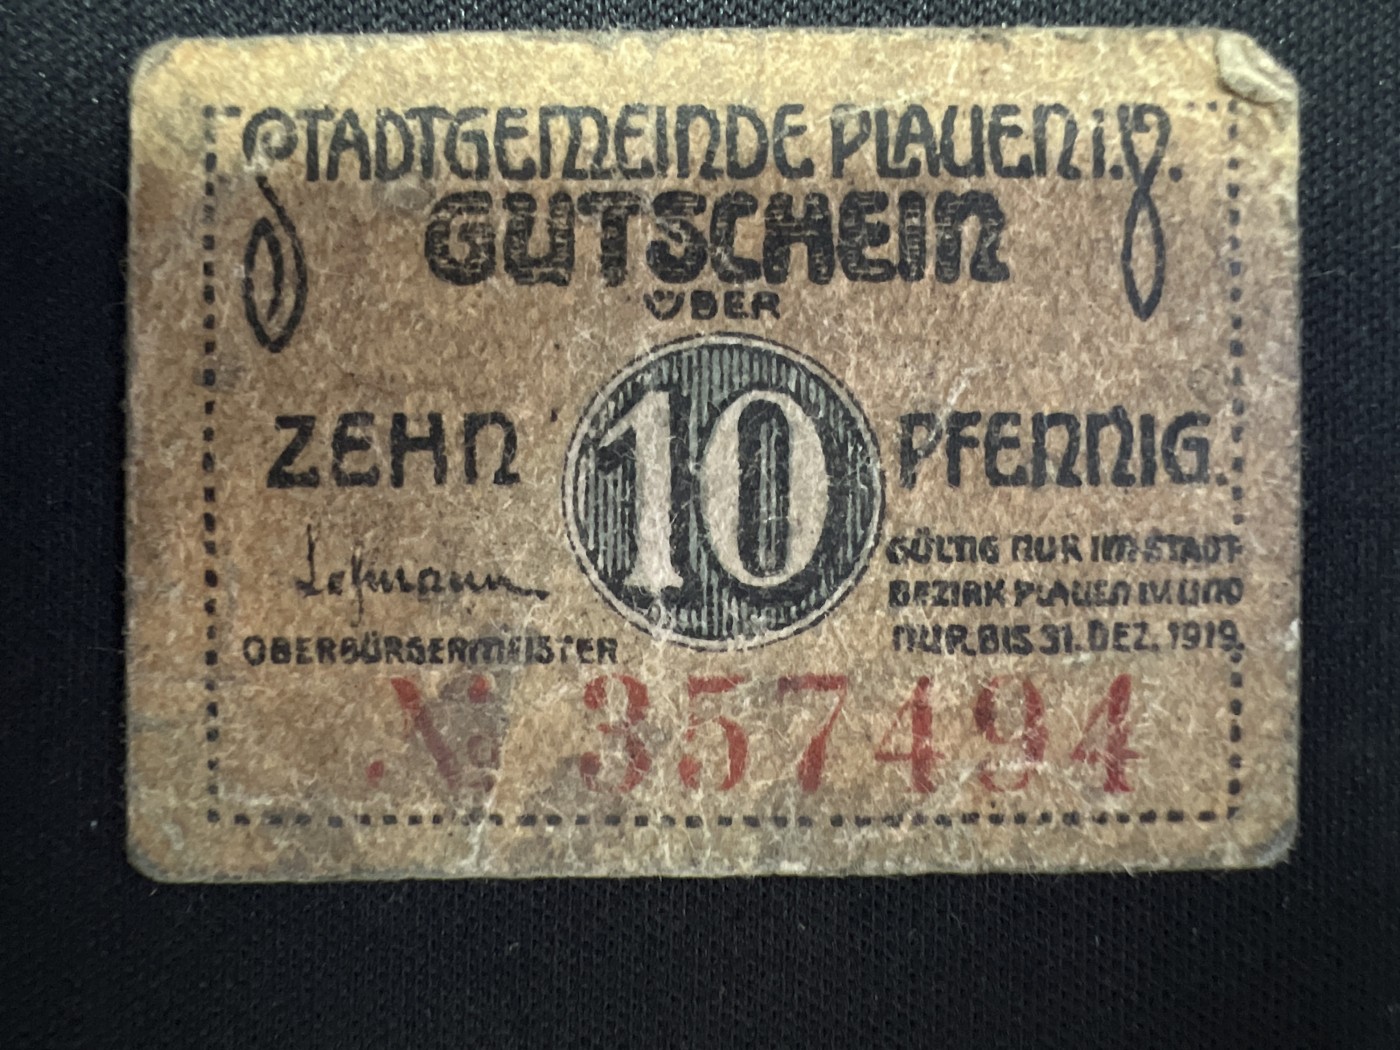 STADTGEMEINDE PLAUEN i.V.
GUTSCHEIN
ÜBER
ZEHN 10 PFENNIG.
Lehmann
OBERBÜRGERMEISTER
GÜLTIG NUR IM STADT
BEZIRK PLAUEN I.V. UND
NUR BIS 31. DEZ. 1919.
№ 357494